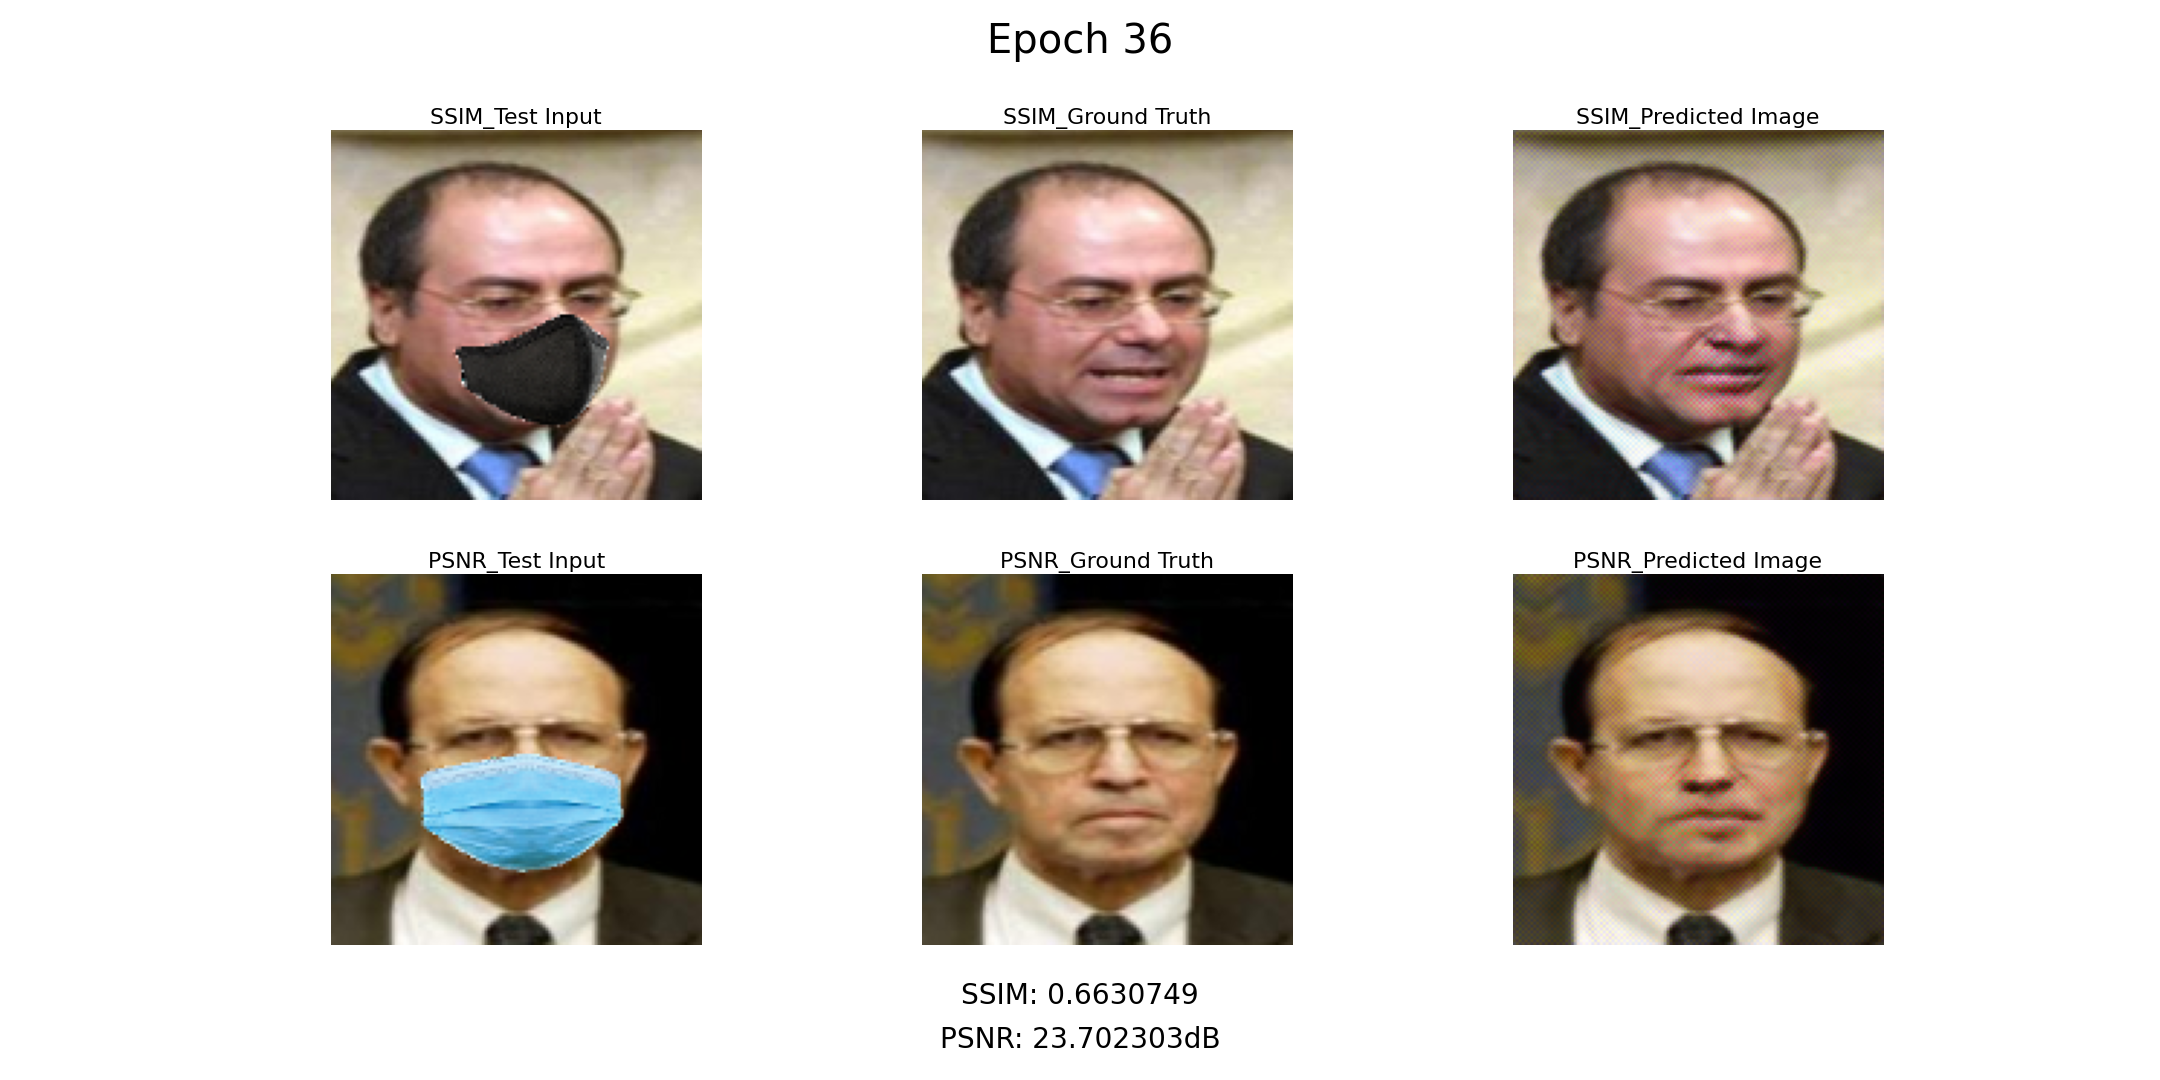 Epoch 36
SSIM_Test Input
SSIM_Ground Truth
SSIM_Predicted Image
PSNR_Test Input
PSNR_Ground Truth
PSNR_Predicted Image
SSIM: 0.6630749
PSNR: 23.702303dB